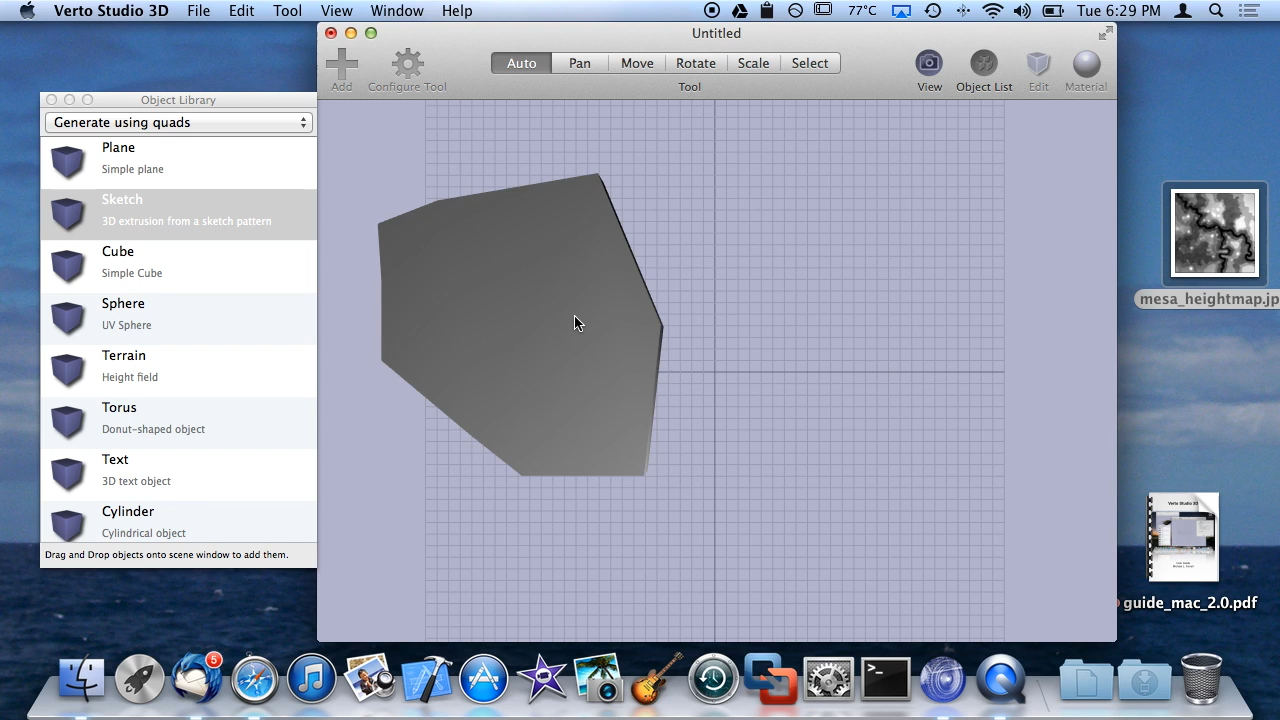 Verto Studio 3D File Edit Tool View Window Help 77°C Tue 6:29 PM
Untitled
Auto Pan Move Rotate Scale Select
Add Configure Tool Tool View Object List Edit Material
Object Library
Generate using quads
Plane
Simple plane
Sketch
3D extrusion from a sketch pattern
Cube
Simple Cube
Sphere
UV Sphere
Terrain
Height field
Torus
Donut-shaped object
Text
3D text object
Cylinder
Cylindrical object
Drag and Drop objects onto scene window to add them.
mesa_heightmap.jp
Verto Studio 3D
guide_mac_2.0.pdf
5